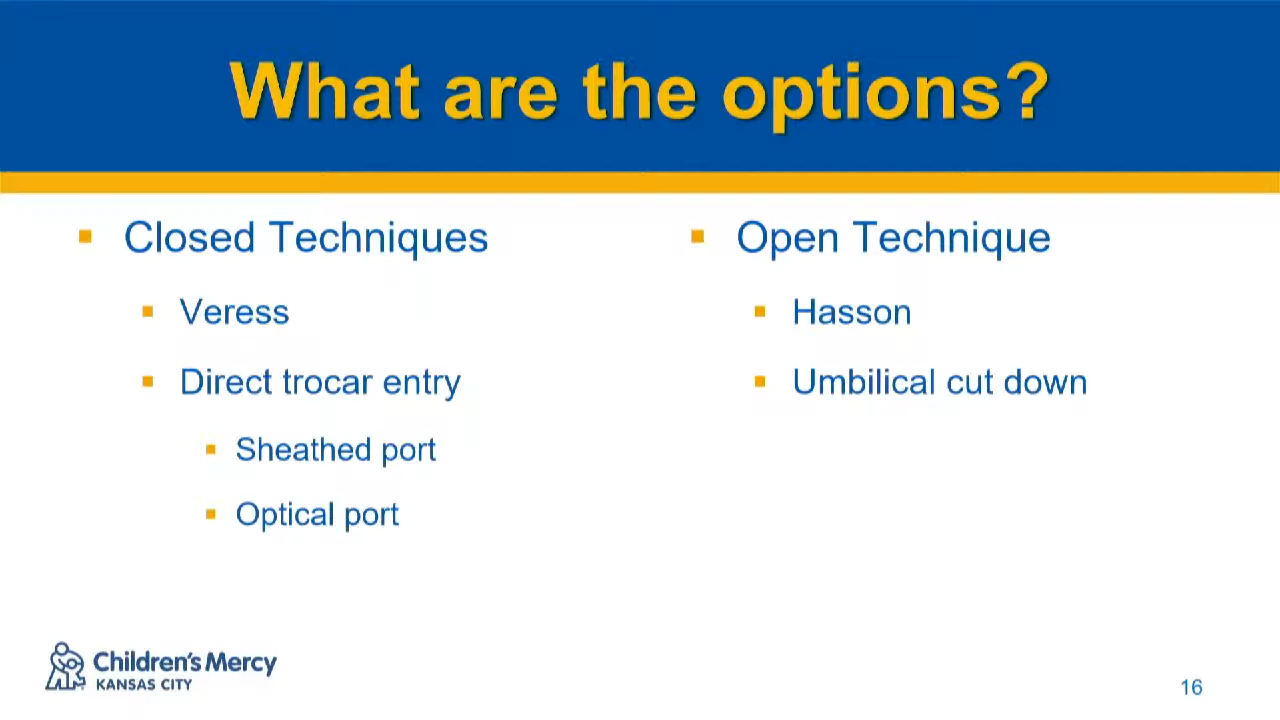 What are the options?
Closed Techniques
Veress
Direct trocar entry
Sheathed port
Optical port
Open Technique
Hasson
Umbilical cut down
Children's Mercy
KANSAS CITY
16